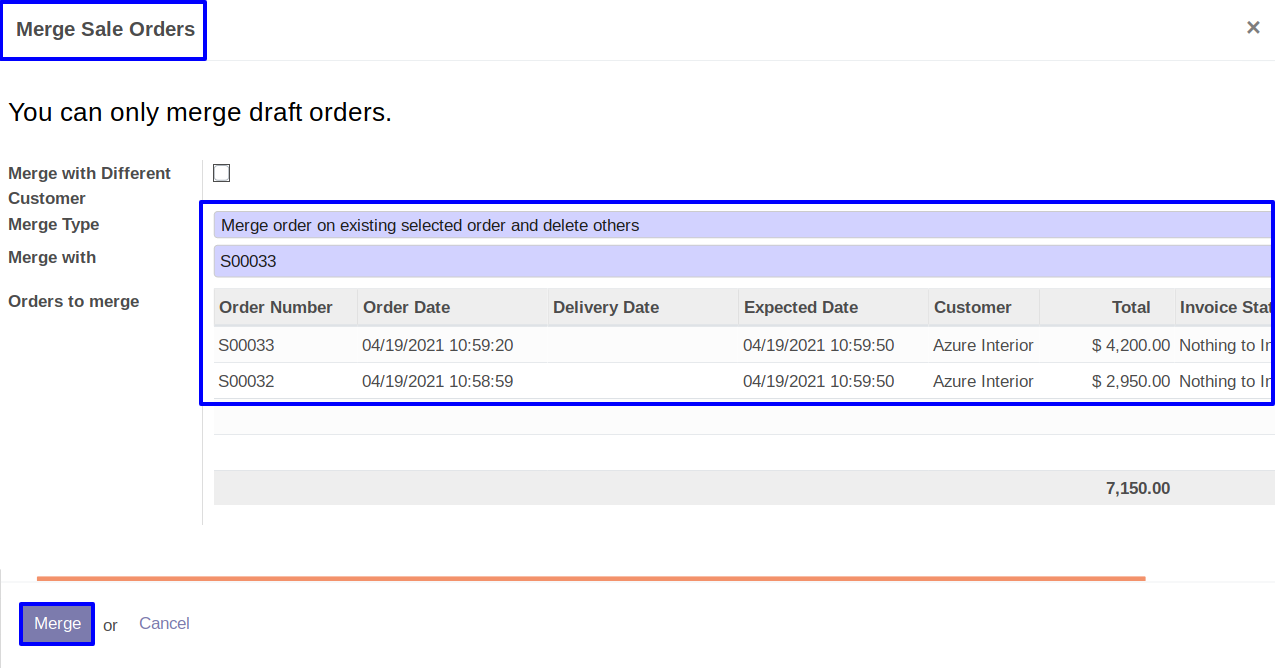 Merge Sale Orders ×
You can only merge draft orders.
Merge with Different
Customer
Merge Type Merge order on existing selected order and delete others
Merge with S00033
Orders to merge
Order Number Order Date Delivery Date Expected Date Customer Total Invoice Stat
S00033 04/19/2021 10:59:20 04/19/2021 10:59:50 Azure Interior $ 4,200.00 Nothing to In
S00032 04/19/2021 10:58:59 04/19/2021 10:59:50 Azure Interior $ 2,950.00 Nothing to In
7,150.00
Merge or Cancel